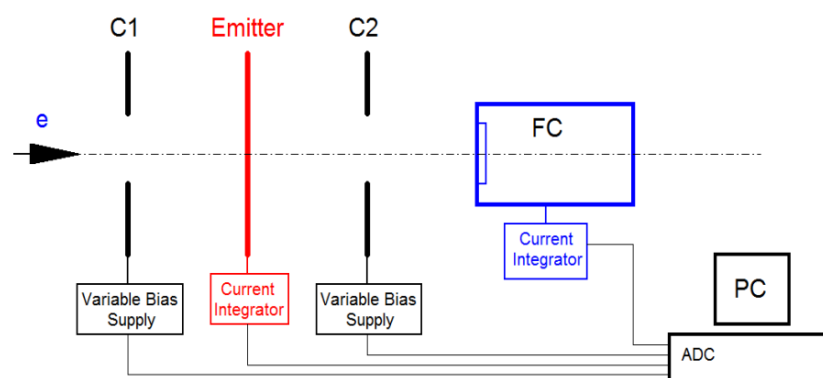 C1
Emitter
C2
e
FC
Current
Integrator
Variable Bias
Supply
Current
Integrator
Variable Bias
Supply
PC
ADC